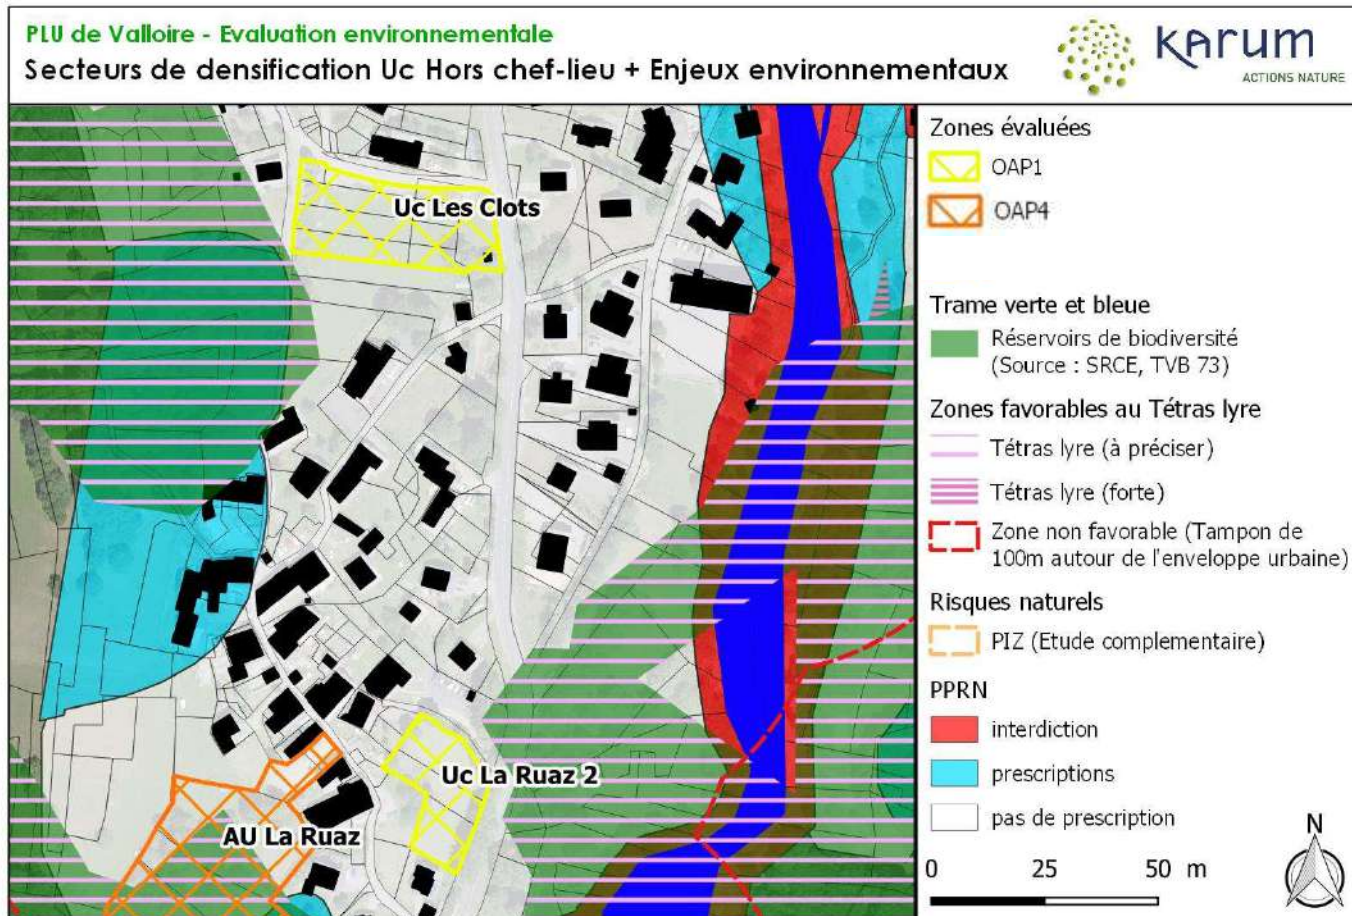 PLU de Valloire - Evaluation environnementale
Secteurs de densification Uc Hors chef-lieu + Enjeux environnementaux
KARUM
ACTIONS NATURE
Uc Les Clots
Uc La Ruaz 2
AU La Ruaz
Zones évaluées
OAP1
OAP4
Trame verte et bleue
Réservoirs de biodiversité
(Source : SRCE, TVB 73)
Zones favorables au Tétras lyre
Tétras lyre (à préciser)
Tétras lyre (forte)
Zone non favorable (Tampon de
100m autour de l'enveloppe urbaine)
Risques naturels
PIZ (Etude complementaire)
PPRN
interdiction
prescriptions
pas de prescription
N
0 25 50 m